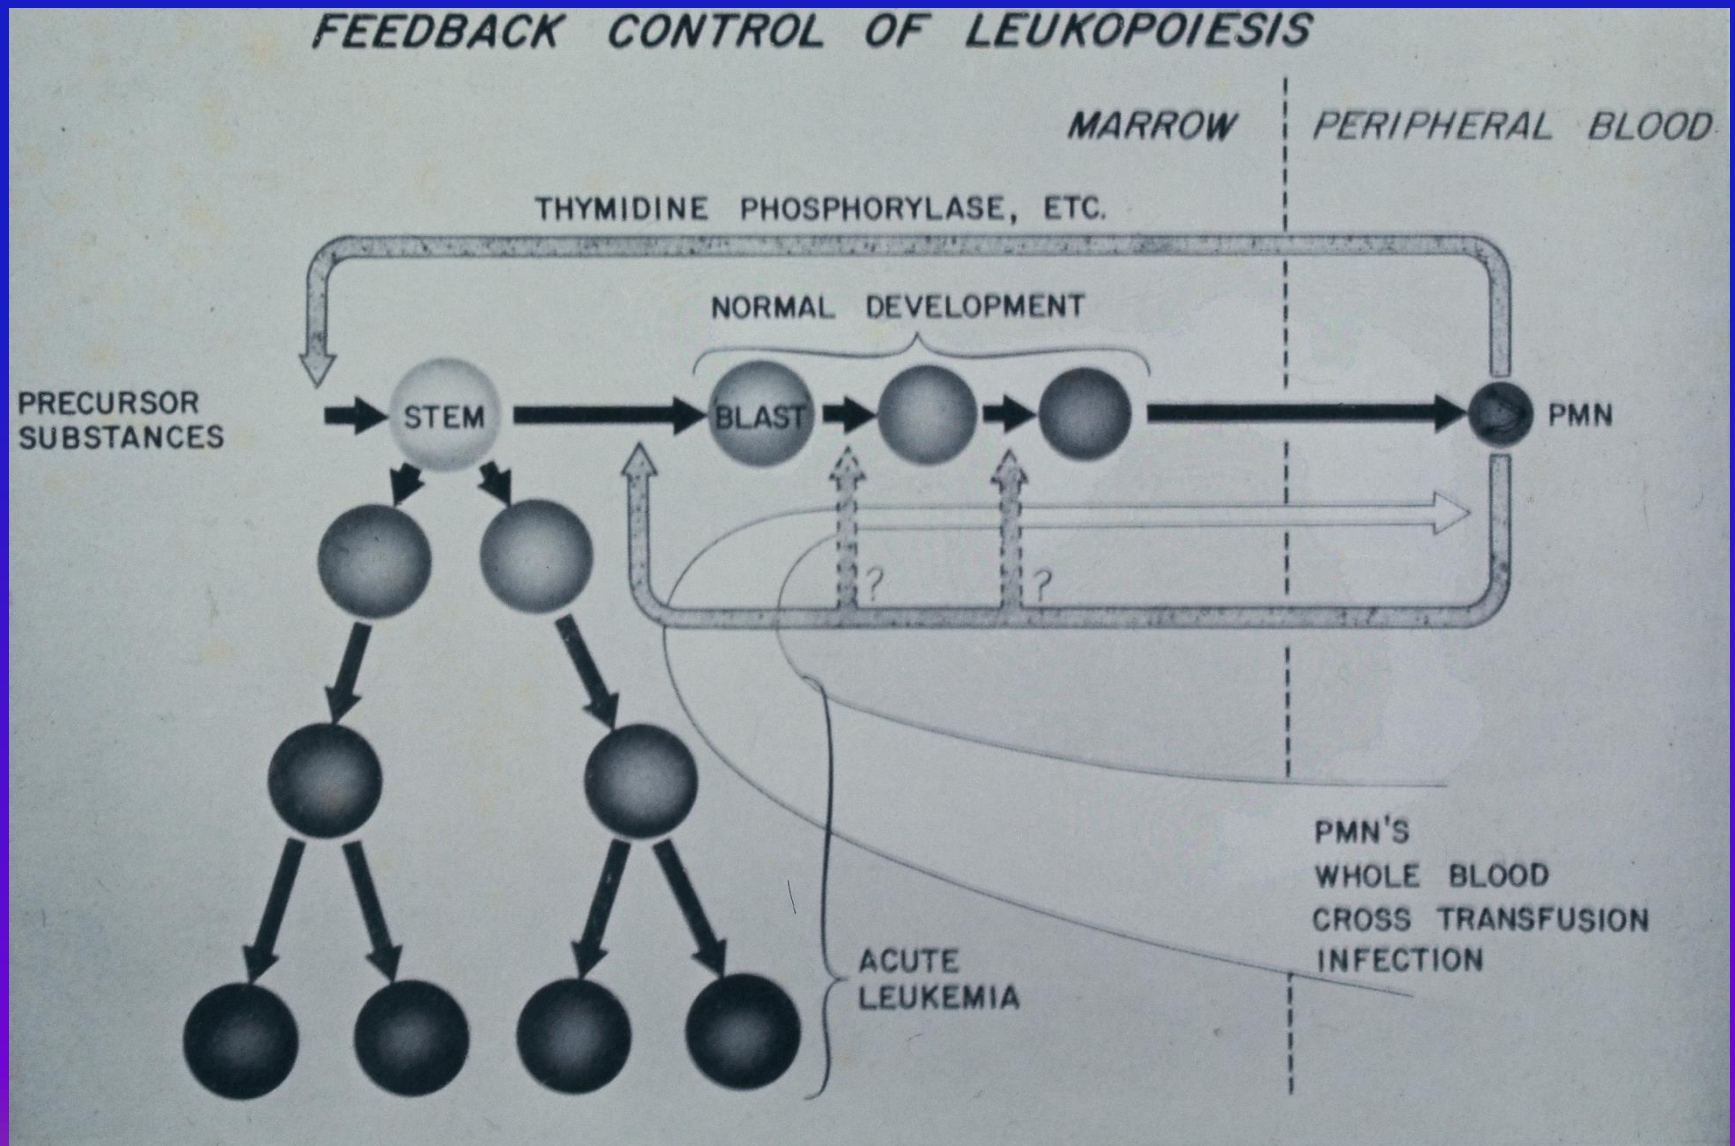 FEEDBACK CONTROL OF LEUKOPOIESIS
MARROW
PERIPHERAL BLOOD
THYMIDINE PHOSPHORYLASE, ETC.
NORMAL DEVELOPMENT
PRECURSOR
SUBSTANCES
STEM
BLAST
PMN
?
?
PMN'S
WHOLE BLOOD
CROSS TRANSFUSION
INFECTION
ACUTE
LEUKEMIA